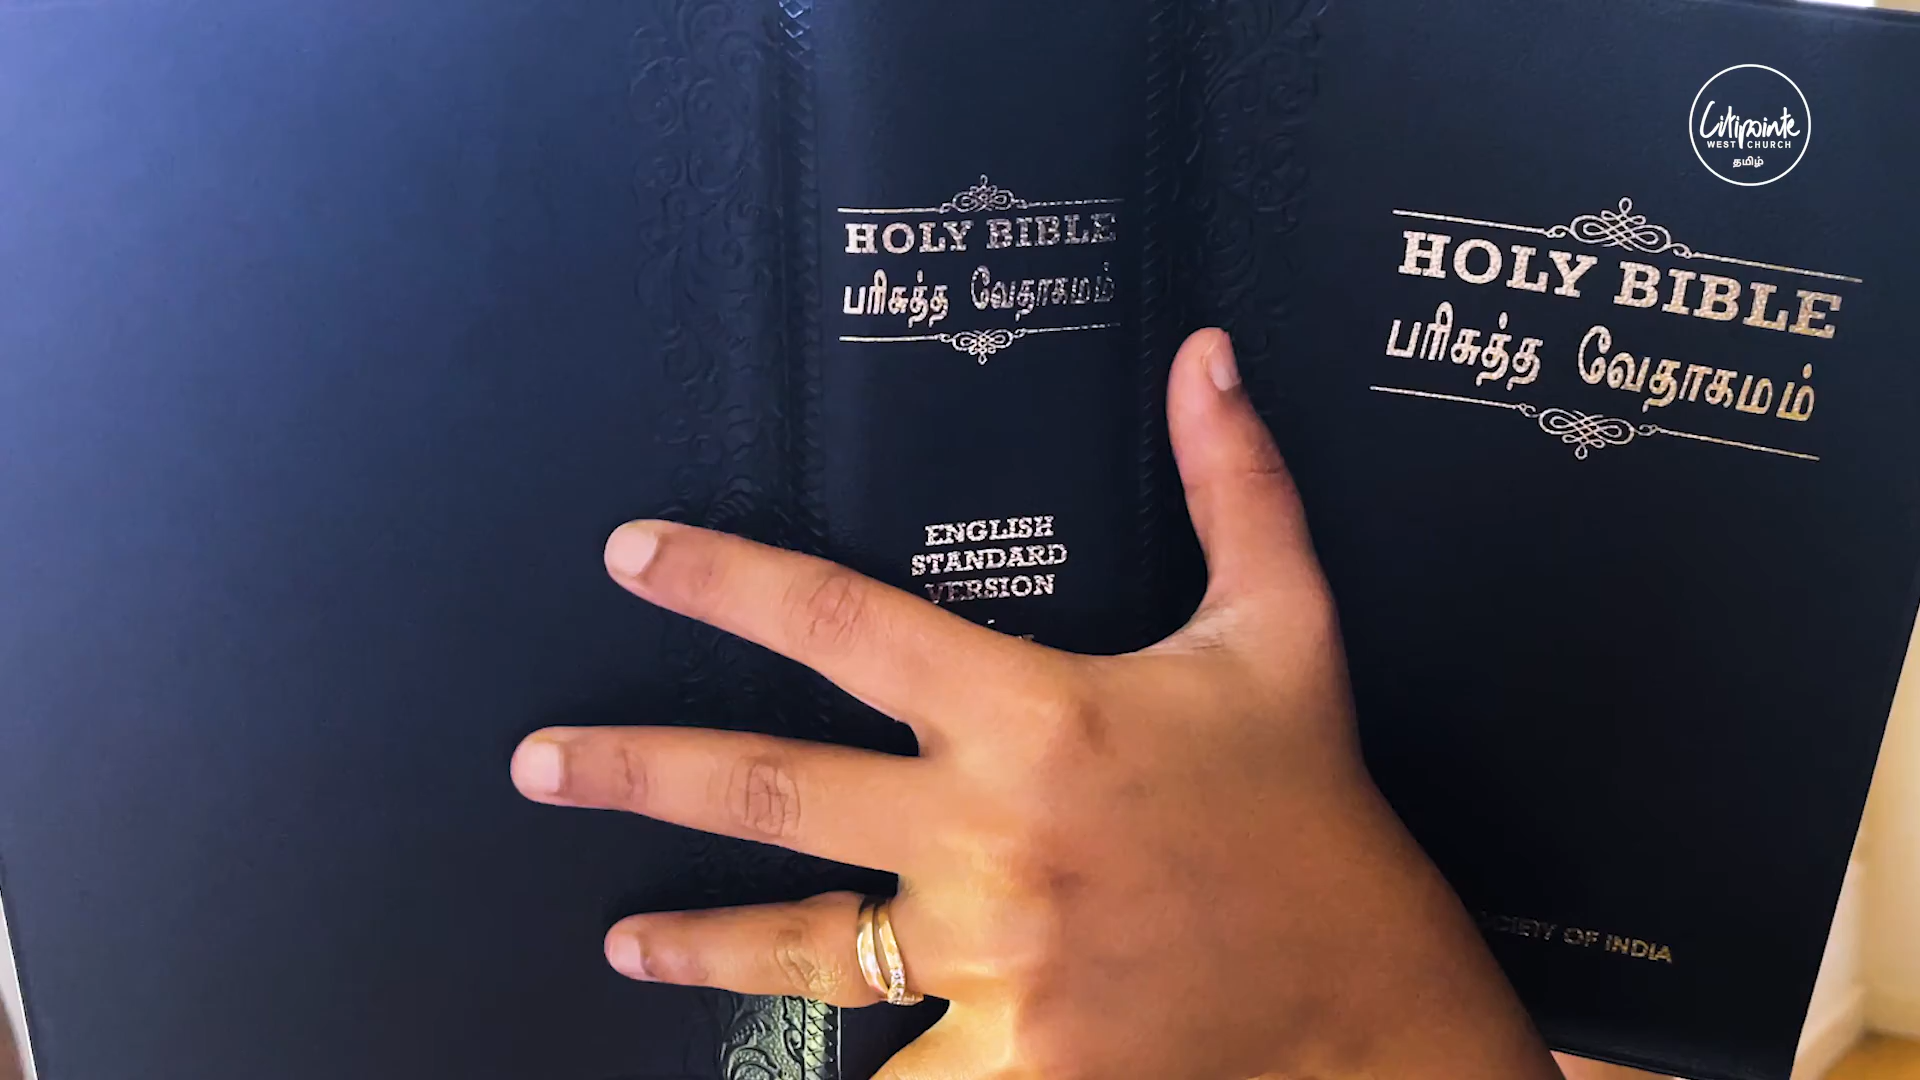 Citipointe
WEST CHURCH
தமிழ்
HOLY BIBLE
பரிசுத்த வேதாகமம்
ENGLISH
STANDARD
VERSION
HOLY BIBLE
பரிசுத்த வேதாகமம்
OF INDIA